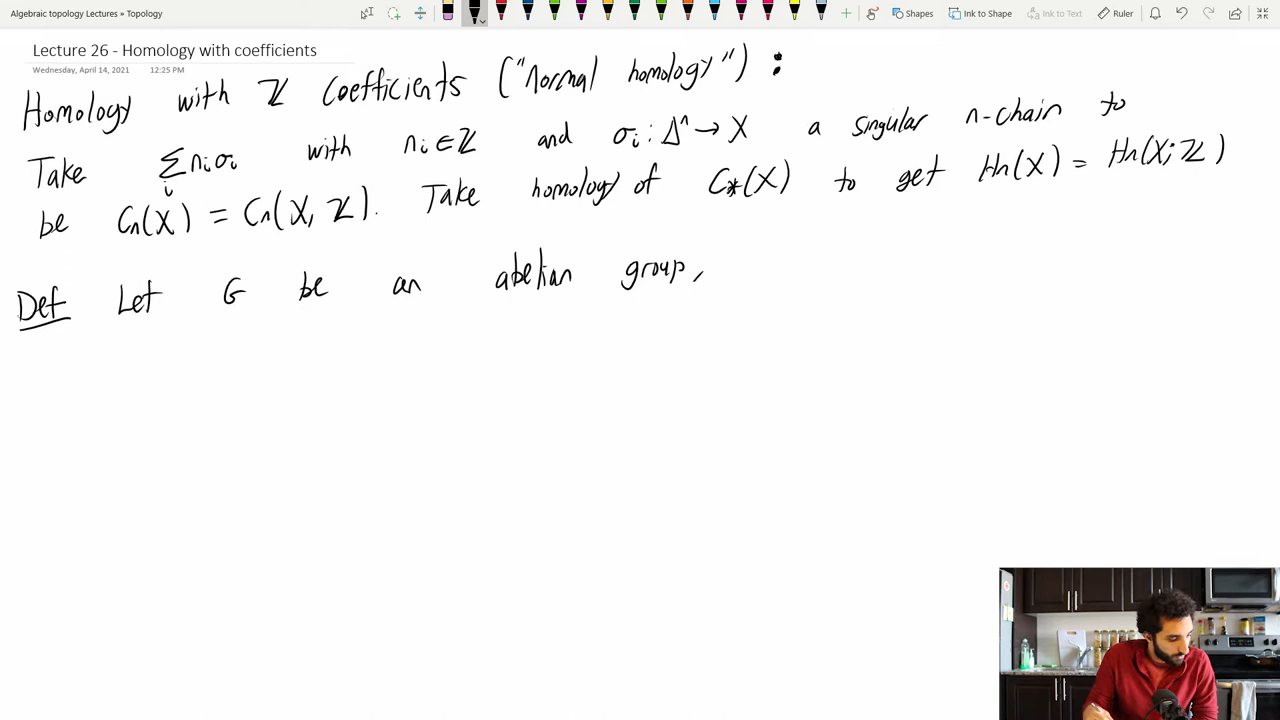 Algebraic topology Lectures » Topology
Shapes
Ink to Shape
Ink to Text
Ruler
Lecture 26 - Homology with coefficients
Wednesday, April 14, 2021 12:25 PM
Homology with ℤ Coefficients ("Normal homology") :
Take ∑ᵢ nᵢσᵢ with nᵢ ∈ ℤ and σᵢ : Δⁿ → X a singular n-chain to
be Cn(X) = Cn(X, ℤ). Take homology of C*(X) to get Hn(X) = Hn(X; ℤ)
Def Let G be an abelian group,